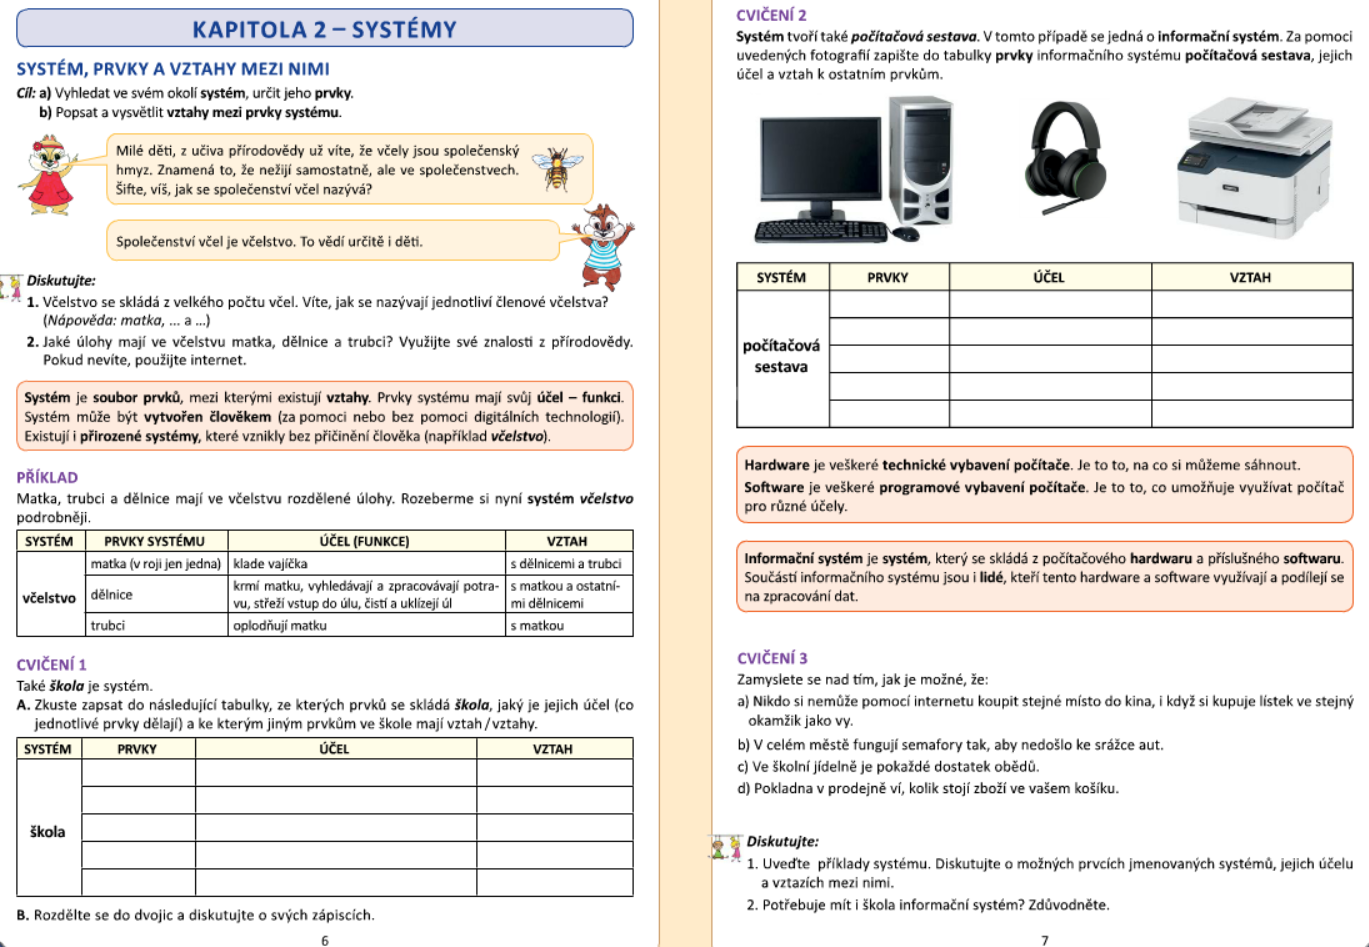 KAPITOLA 2 – SYSTÉMY
SYSTÉM, PRVKY A VZTAHY MEZI NIMI
Cíl: a) Vyhledat ve svém okolí systém, určit jeho prvky.
b) Popsat a vysvětlit vztahy mezi prvky systému.
Milé děti, z učiva přírodovědy už víte, že včely jsou společenský
hmyz. Znamená to, že nežijí samostatně, ale ve společenstvech.
Šifte, víš, jak se společenství včel nazývá?
Společenství včel je včelstvo. To vědí určitě i děti.
Diskutujte:
1. Včelstvo se skládá z velkého počtu včel. Víte, jak se nazývají jednotliví členové včelstva?
(Nápověda: matka, ... a ...)
2. Jaké úlohy mají ve včelstvu matka, dělnice a trubci? Využijte své znalosti z přírodovědy.
Pokud nevíte, použijte internet.
Systém je soubor prvků, mezi kterými existují vztahy. Prvky systému mají svůj účel – funkci.
Systém může být vytvořen člověkem (za pomoci nebo bez pomoci digitálních technologií).
Existují i přirozené systémy, které vznikly bez přičinění člověka (například včelstvo).
PŘÍKLAD
Matka, trubci a dělnice mají ve včelstvu rozdělené úlohy. Rozeberme si nyní systém včelstvo
podrobněji.
SYSTÉM PRVKY SYSTÉMU ÚČEL (FUNKCE) VZTAH
včelstvo
matka (v roji jen jedna) klade vajíčka s dělnicemi a trubci
dělnice krmí matku, vyhledávají a zpracovávají potra- s matkou a ostatní-
vu, střeží vstup do úlu, čistí a uklízejí úl mi dělnicemi
trubci oplodňují matku s matkou
CVIČENÍ 1
Také škola je systém.
A. Zkuste zapsat do následující tabulky, ze kterých prvků se skládá škola, jaký je jejich účel (co
jednotlivé prvky dělají) a ke kterým jiným prvkům ve škole mají vztah / vztahy.
SYSTÉM PRVKY ÚČEL VZTAH
škola
B. Rozdělte se do dvojic a diskutujte o svých zápiscích.
6
CVIČENÍ 2
Systém tvoří také počítačová sestava. V tomto případě se jedná o informační systém. Za pomoci
uvedených fotografií zapište do tabulky prvky informačního systému počítačová sestava, jejich
účel a vztah k ostatním prvkům.
SYSTÉM PRVKY ÚČEL VZTAH
počítačová
sestava
Hardware je veškeré technické vybavení počítače. Je to to, na co si můžeme sáhnout.
Software je veškeré programové vybavení počítače. Je to to, co umožňuje využívat počítač
pro různé účely.
Informační systém je systém, který se skládá z počítačového hardwaru a příslušného softwaru.
Součástí informačního systému jsou i lidé, kteří tento hardware a software využívají a podílejí se
na zpracování dat.
CVIČENÍ 3
Zamyslete se nad tím, jak je možné, že:
a) Nikdo si nemůže pomocí internetu koupit stejné místo do kina, i když si kupuje lístek ve stejný
okamžik jako vy.
b) V celém městě fungují semafory tak, aby nedošlo ke srážce aut.
c) Ve školní jídelně je pokaždé dostatek obědů.
d) Pokladna v prodejně ví, kolik stojí zboží ve vašem košíku.
Diskutujte:
1. Uveďte příklady systému. Diskutujte o možných prvcích jmenovaných systémů, jejich účelu
a vztazích mezi nimi.
2. Potřebuje mít i škola informační systém? Zdůvodněte.
7